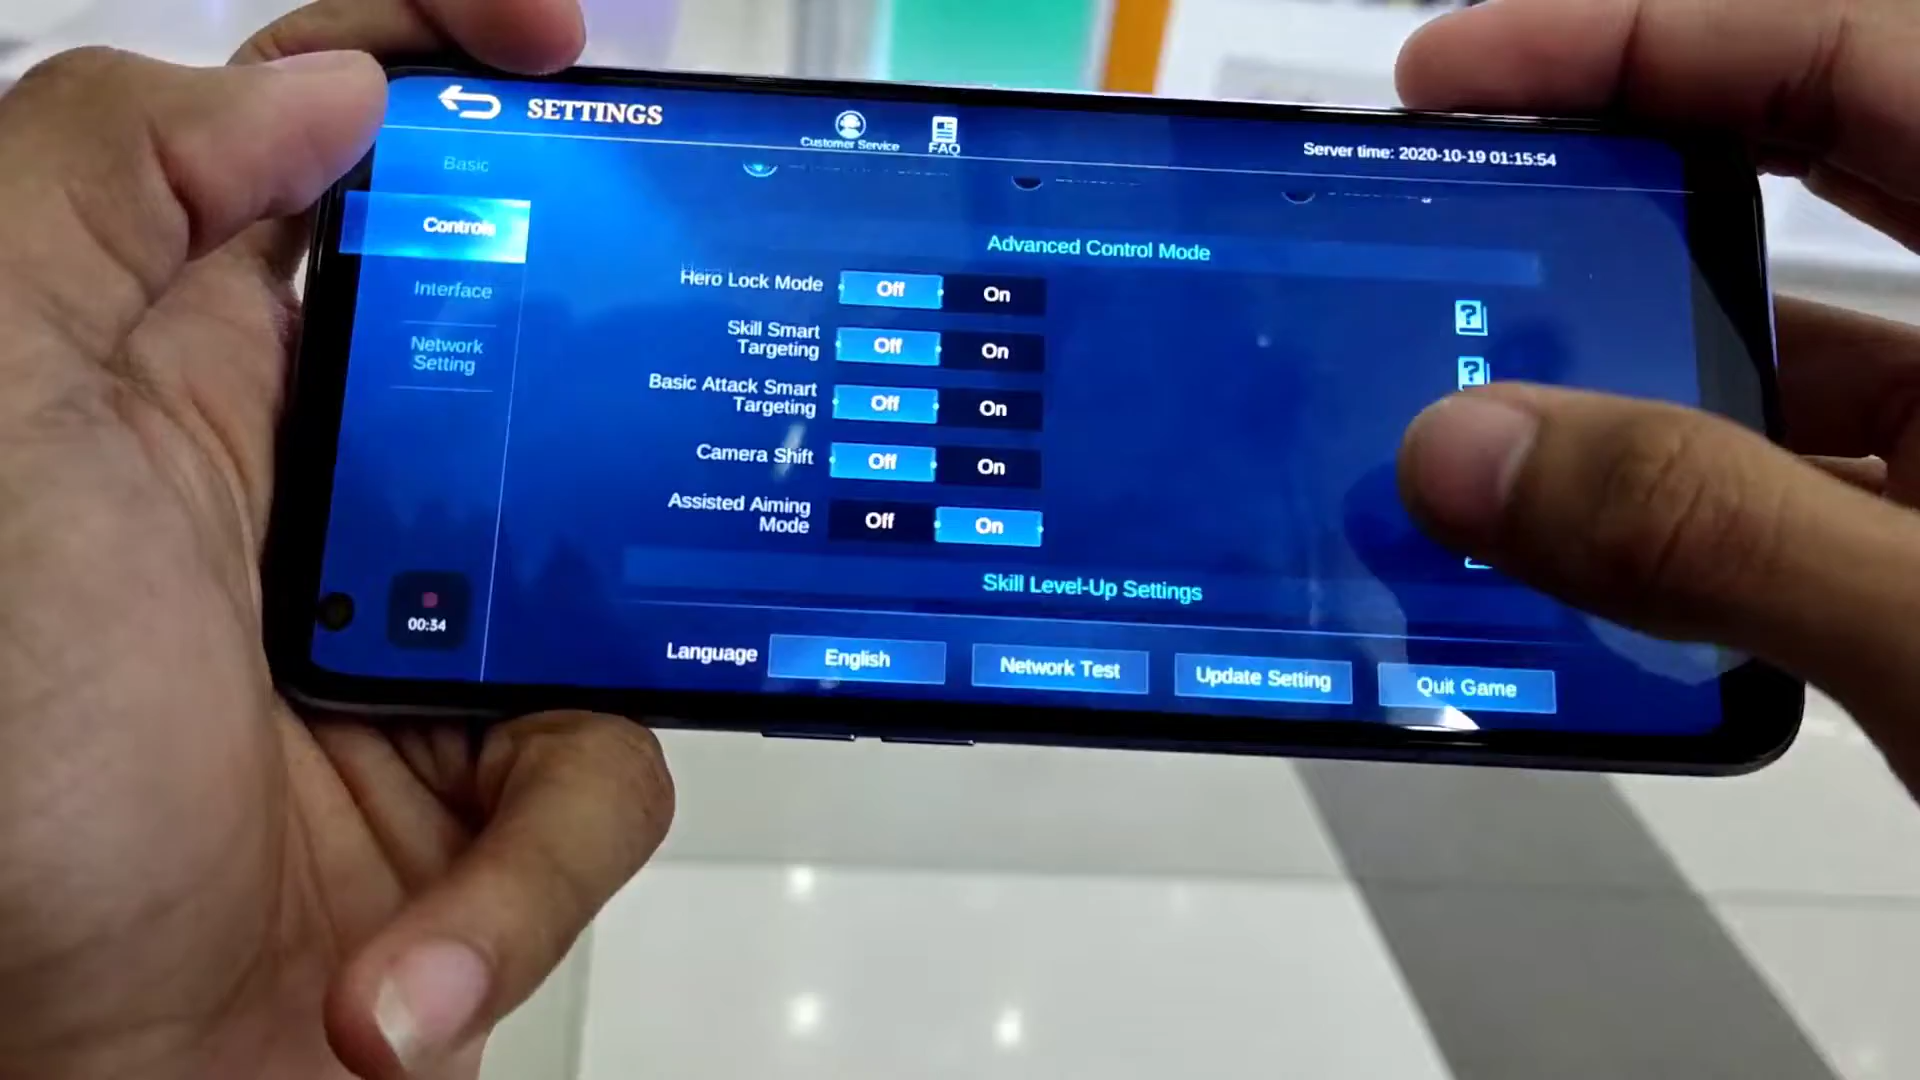 SETTINGS
Customer Service
FAQ
Server time: 2020-10-19 01:15:54
Basic
Controls
Interface
Network
Setting
Advanced Control Mode
Hero Lock Mode
Off
On
Skill Smart
Targeting
Off
On
Basic Attack Smart
Targeting
Off
On
Camera Shift
Off
On
Assisted Aiming
Mode
Off
On
Skill Level-Up Settings
00:34
Language
English
Network Test
Update Setting
Quit Game